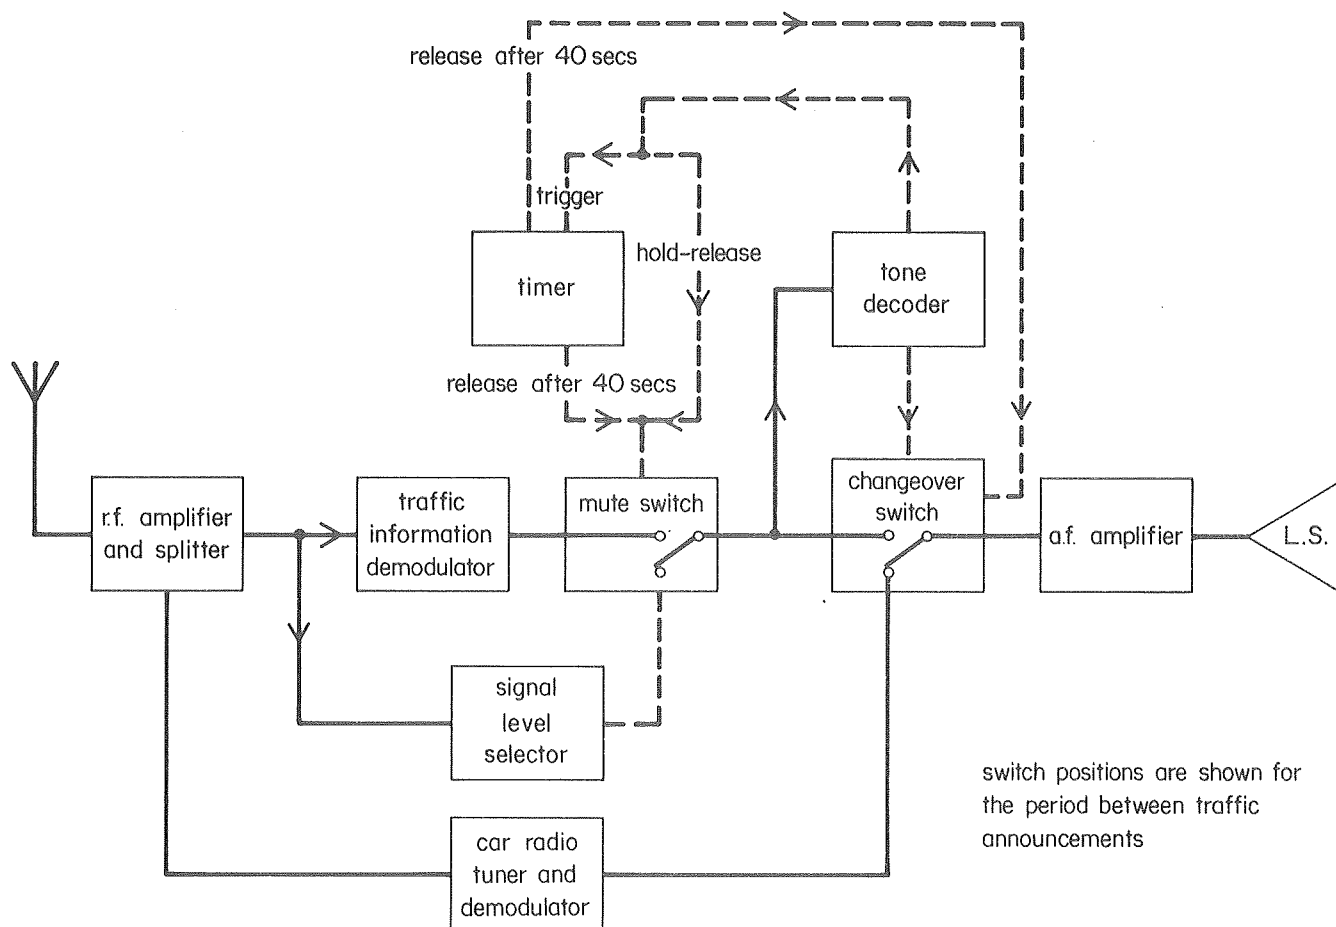 release after 40 secs
trigger
hold-release
timer
tone
decoder
release after 40 secs
r.f. amplifier
and splitter
traffic
information
demodulator
mute switch
changeover
switch
a.f. amplifier
L.S.
signal
level
selector
switch positions are shown for
the period between traffic
announcements
car radio
tuner and
demodulator